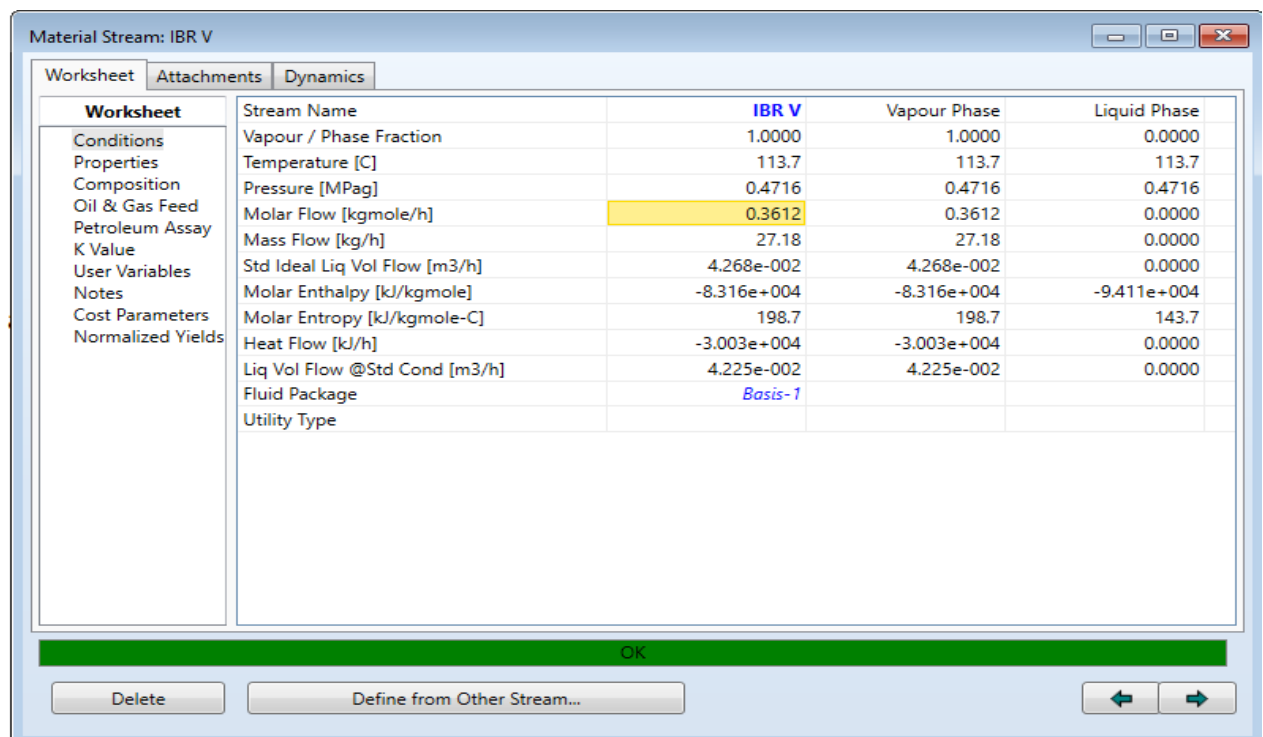 Material Stream: IBR V
Worksheet Attachments Dynamics
Worksheet
Conditions
Properties
Composition
Oil & Gas Feed
Petroleum Assay
K Value
User Variables
Notes
Cost Parameters
Normalized Yields
Stream Name IBR V Vapour Phase Liquid Phase
Vapour / Phase Fraction 1.0000 1.0000 0.0000
Temperature [C] 113.7 113.7 113.7
Pressure [MPag] 0.4716 0.4716 0.4716
Molar Flow [kgmole/h] 0.3612 0.3612 0.0000
Mass Flow [kg/h] 27.18 27.18 0.0000
Std Ideal Liq Vol Flow [m3/h] 4.268e-002 4.268e-002 0.0000
Molar Enthalpy [kJ/kgmole] -8.316e+004 -8.316e+004 -9.411e+004
Molar Entropy [kJ/kgmole-C] 198.7 198.7 143.7
Heat Flow [kJ/h] -3.003e+004 -3.003e+004 0.0000
Liq Vol Flow @Std Cond [m3/h] 4.225e-002 4.225e-002 0.0000
Fluid Package Basis-1
Utility Type
OK
Delete Define from Other Stream...